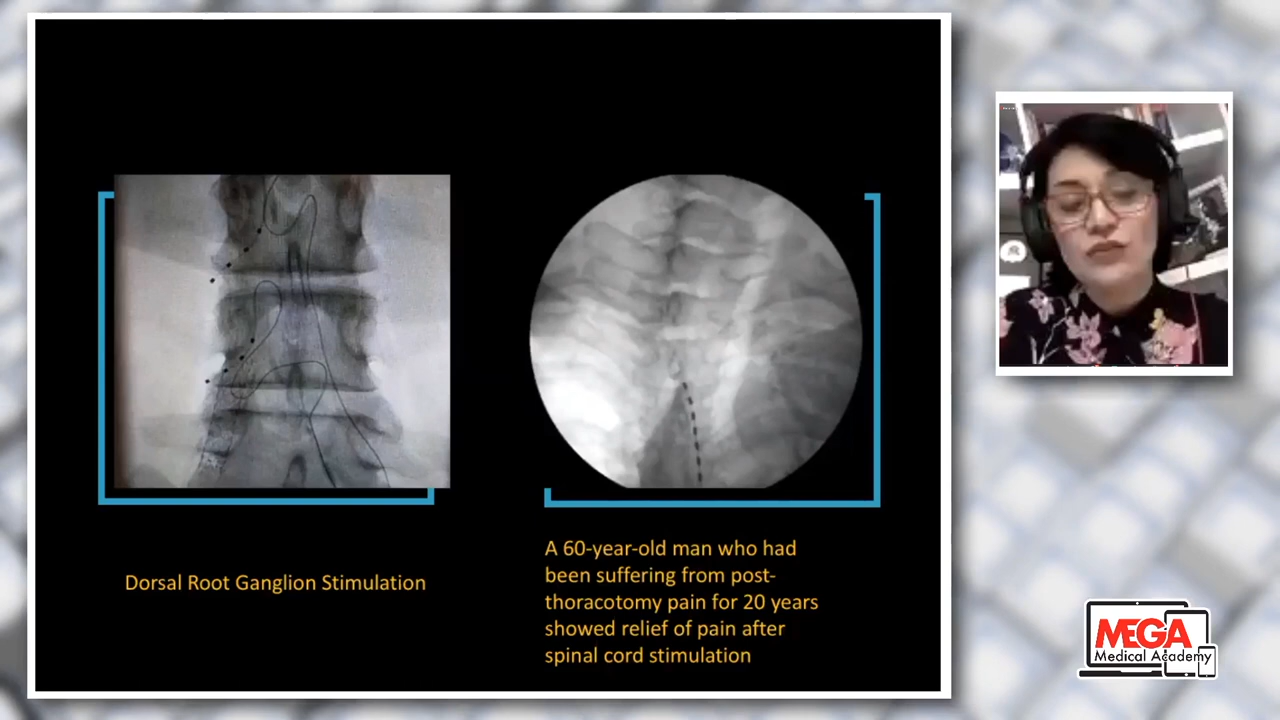 Dorsal Root Ganglion Stimulation
A 60-year-old man who had
been suffering from post-
thoracotomy pain for 20 years
showed relief of pain after
spinal cord stimulation
MEGA
Medical Academy